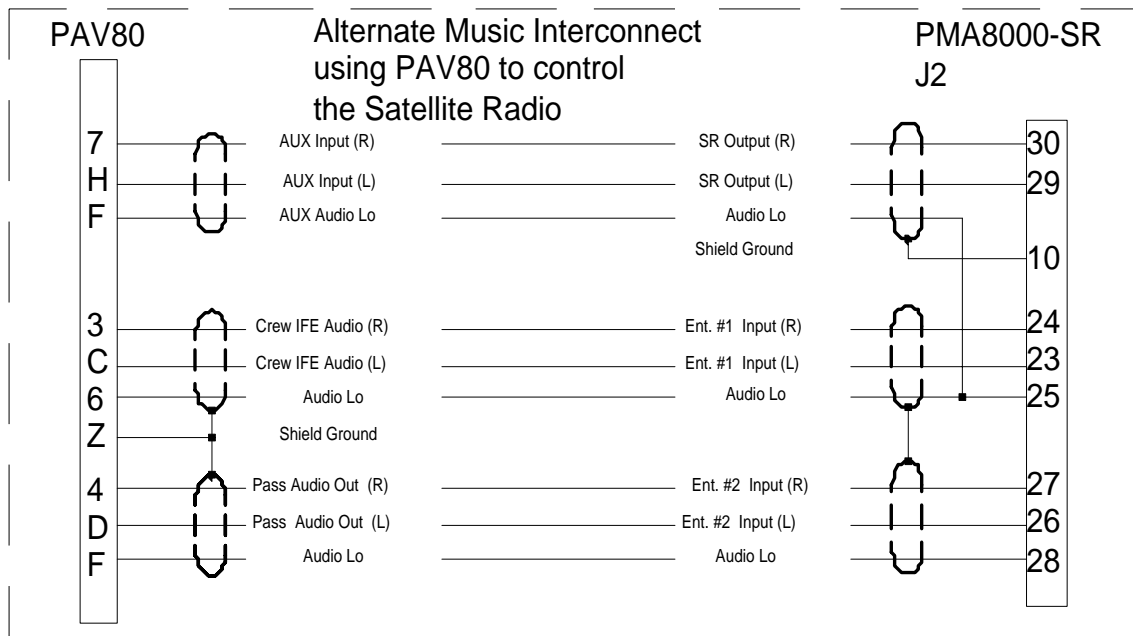 PAV80
Alternate Music Interconnect
using PAV80 to control
the Satellite Radio
PMA8000-SR
J2
7 AUX Input (R) SR Output (R) 30
H AUX Input (L) SR Output (L) 29
F AUX Audio Lo Audio Lo
Shield Ground 10
3 Crew IFE Audio (R) Ent. #1 Input (R) 24
C Crew IFE Audio (L) Ent. #1 Input (L) 23
6 Audio Lo Audio Lo 25
Z Shield Ground
4 Pass Audio Out (R) Ent. #2 Input (R) 27
D Pass Audio Out (L) Ent. #2 Input (L) 26
F Audio Lo Audio Lo 28